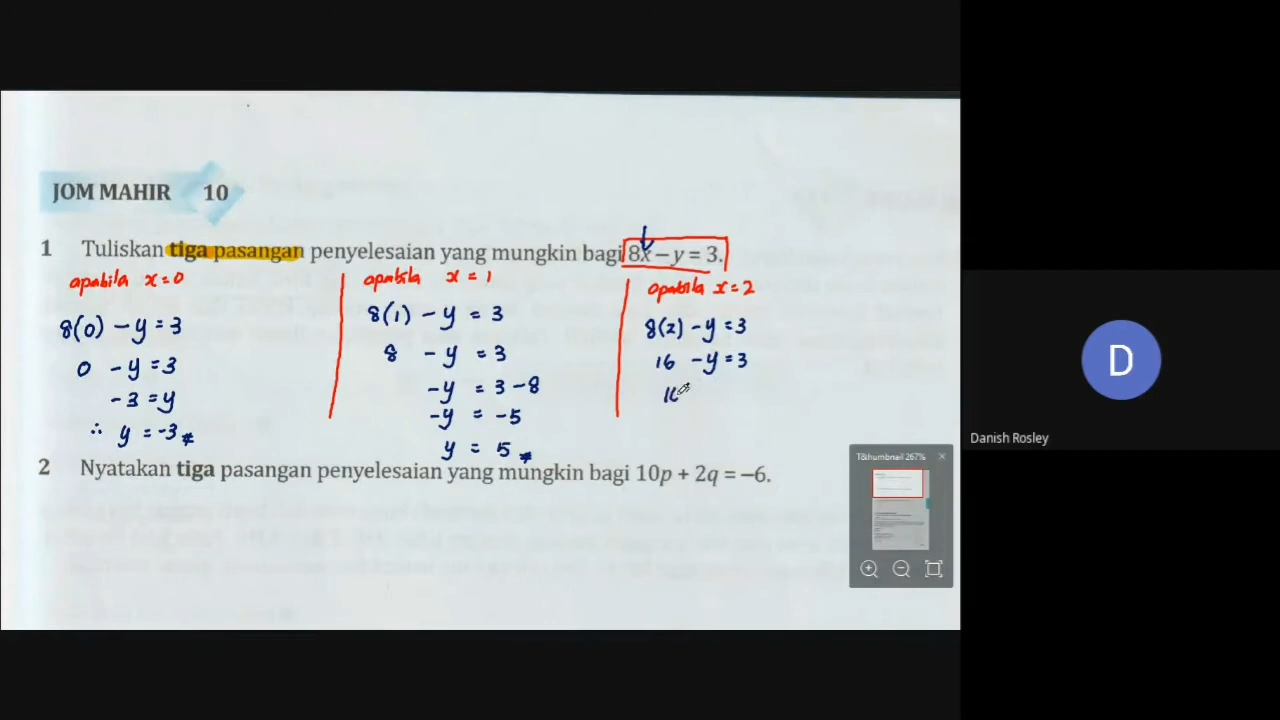 JOM MAHIR 10
1 Tuliskan tiga pasangan penyelesaian yang mungkin bagi 8x – y = 3.
apabila x = 0
8(0) - y = 3
0 - y = 3
-3 = y
∴ y = -3 *
apabila x = 1
8(1) - y = 3
8 - y = 3
-y = 3 - 8
-y = -5
y = 5 *
apabila x = 2
8(2) - y = 3
16 - y = 3
2 Nyatakan tiga pasangan penyelesaian yang mungkin bagi 10p + 2q = –6.
T&humbnail 267%
D
Danish Rosley